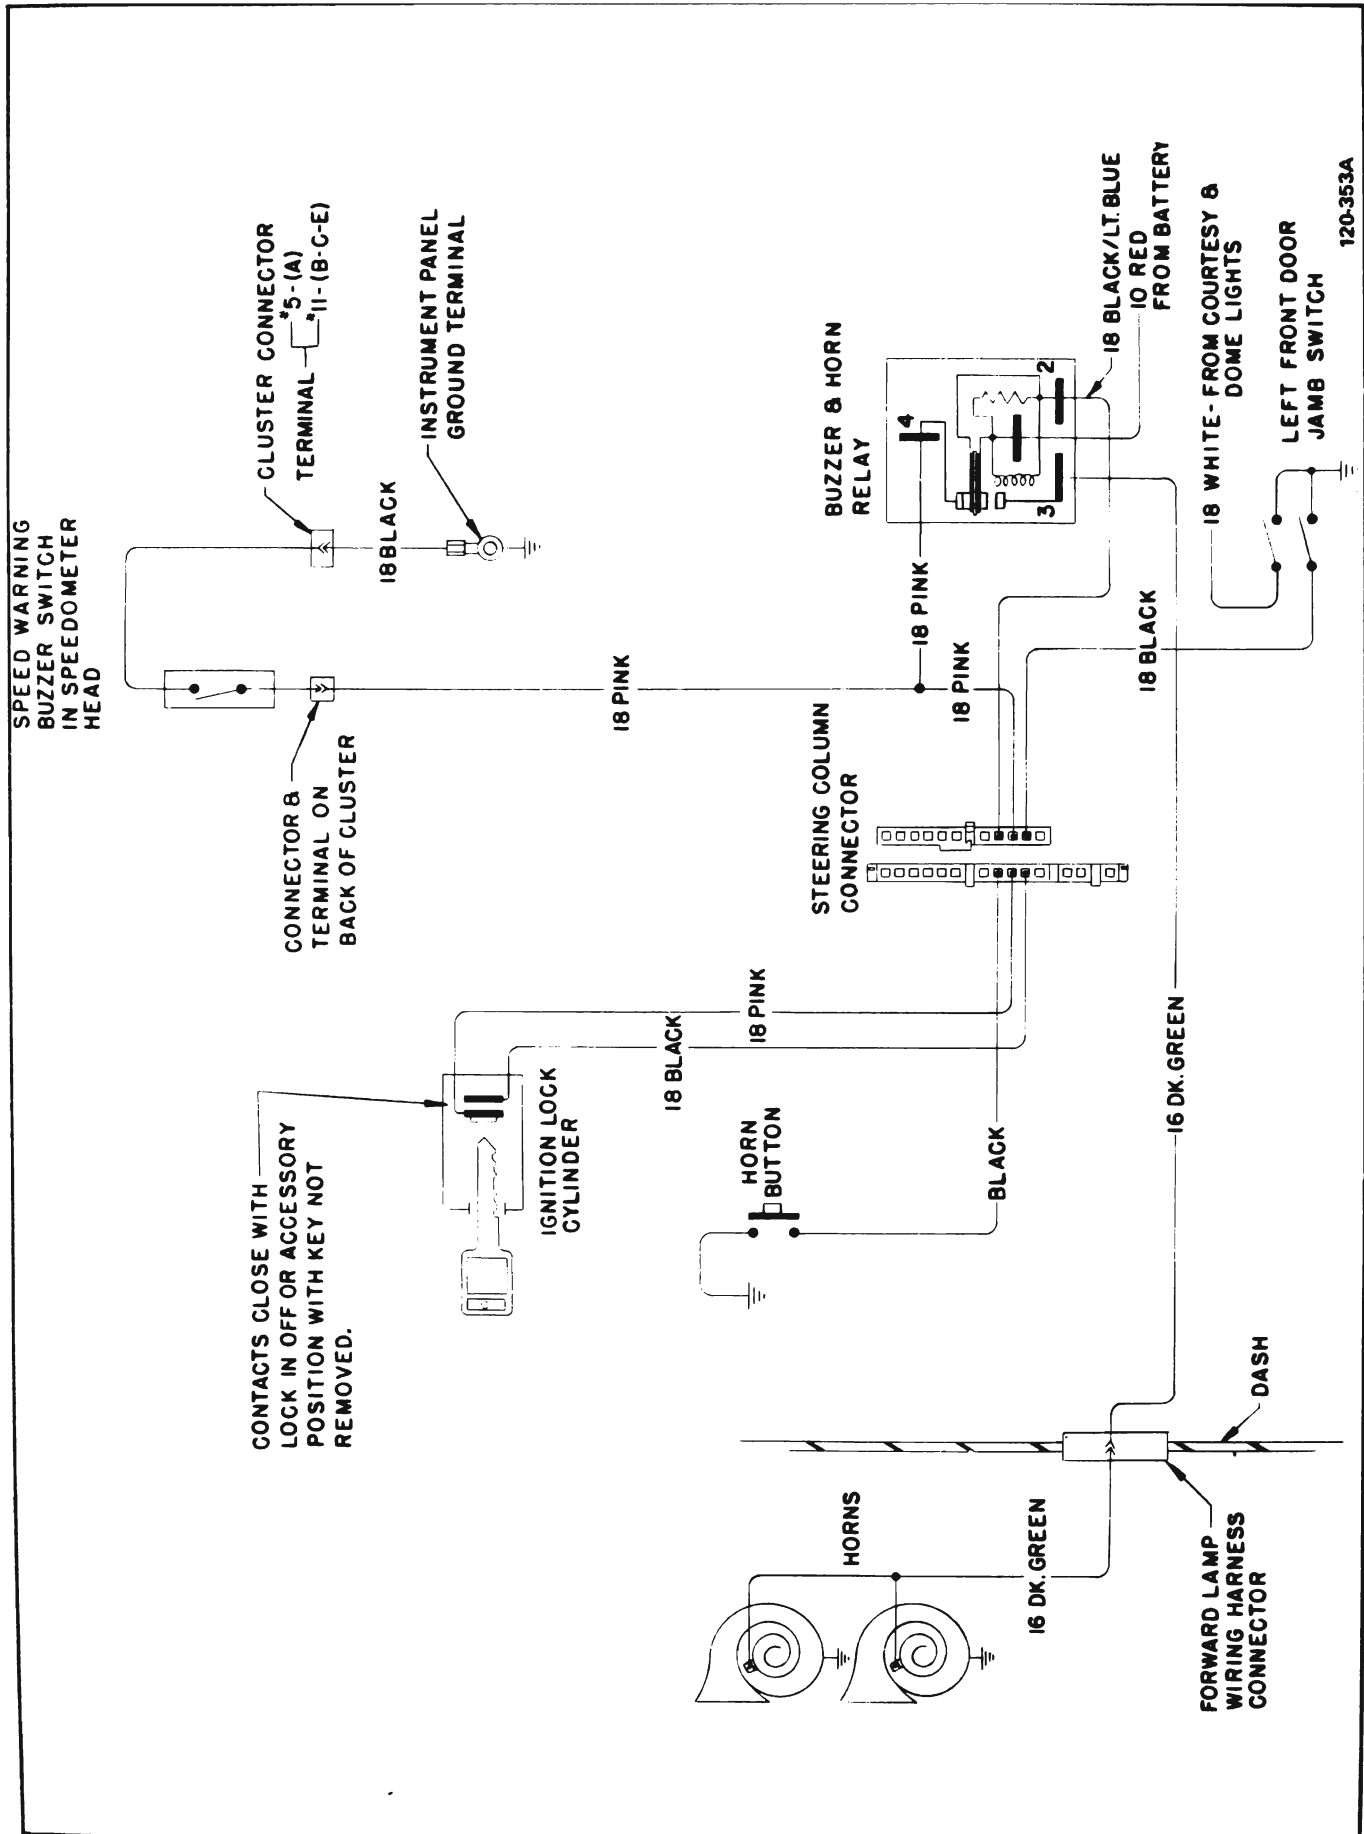 SPEED WARNING
BUZZER SWITCH
IN SPEEDOMETER
HEAD
CLUSTER CONNECTOR
TERMINAL
*5-(A)
*11-(B-C-E)
18 BLACK
INSTRUMENT PANEL
GROUND TERMINAL
CONNECTOR &
TERMINAL ON
BACK OF CLUSTER
18 PINK
18 PINK
18 PINK
BUZZER & HORN
RELAY
4
3
2
18 BLACK/LT. BLUE
10 RED
FROM BATTERY
18 WHITE-FROM COURTESY &
DOME LIGHTS
LEFT FRONT DOOR
JAMB SWITCH
18 BLACK
STEERING COLUMN
CONNECTOR
CONTACTS CLOSE WITH
LOCK IN OFF OR ACCESSORY
POSITION WITH KEY NOT
REMOVED.
IGNITION LOCK
CYLINDER
18 BLACK
18 PINK
HORN
BUTTON
BLACK
16 DK. GREEN
HORNS
16 DK. GREEN
DASH
FORWARD LAMP
WIRING HARNESS
CONNECTOR
120-353A